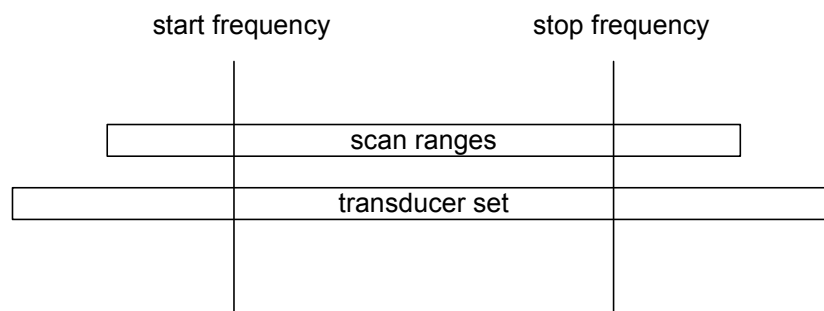 start frequency
stop frequency
scan ranges
transducer set